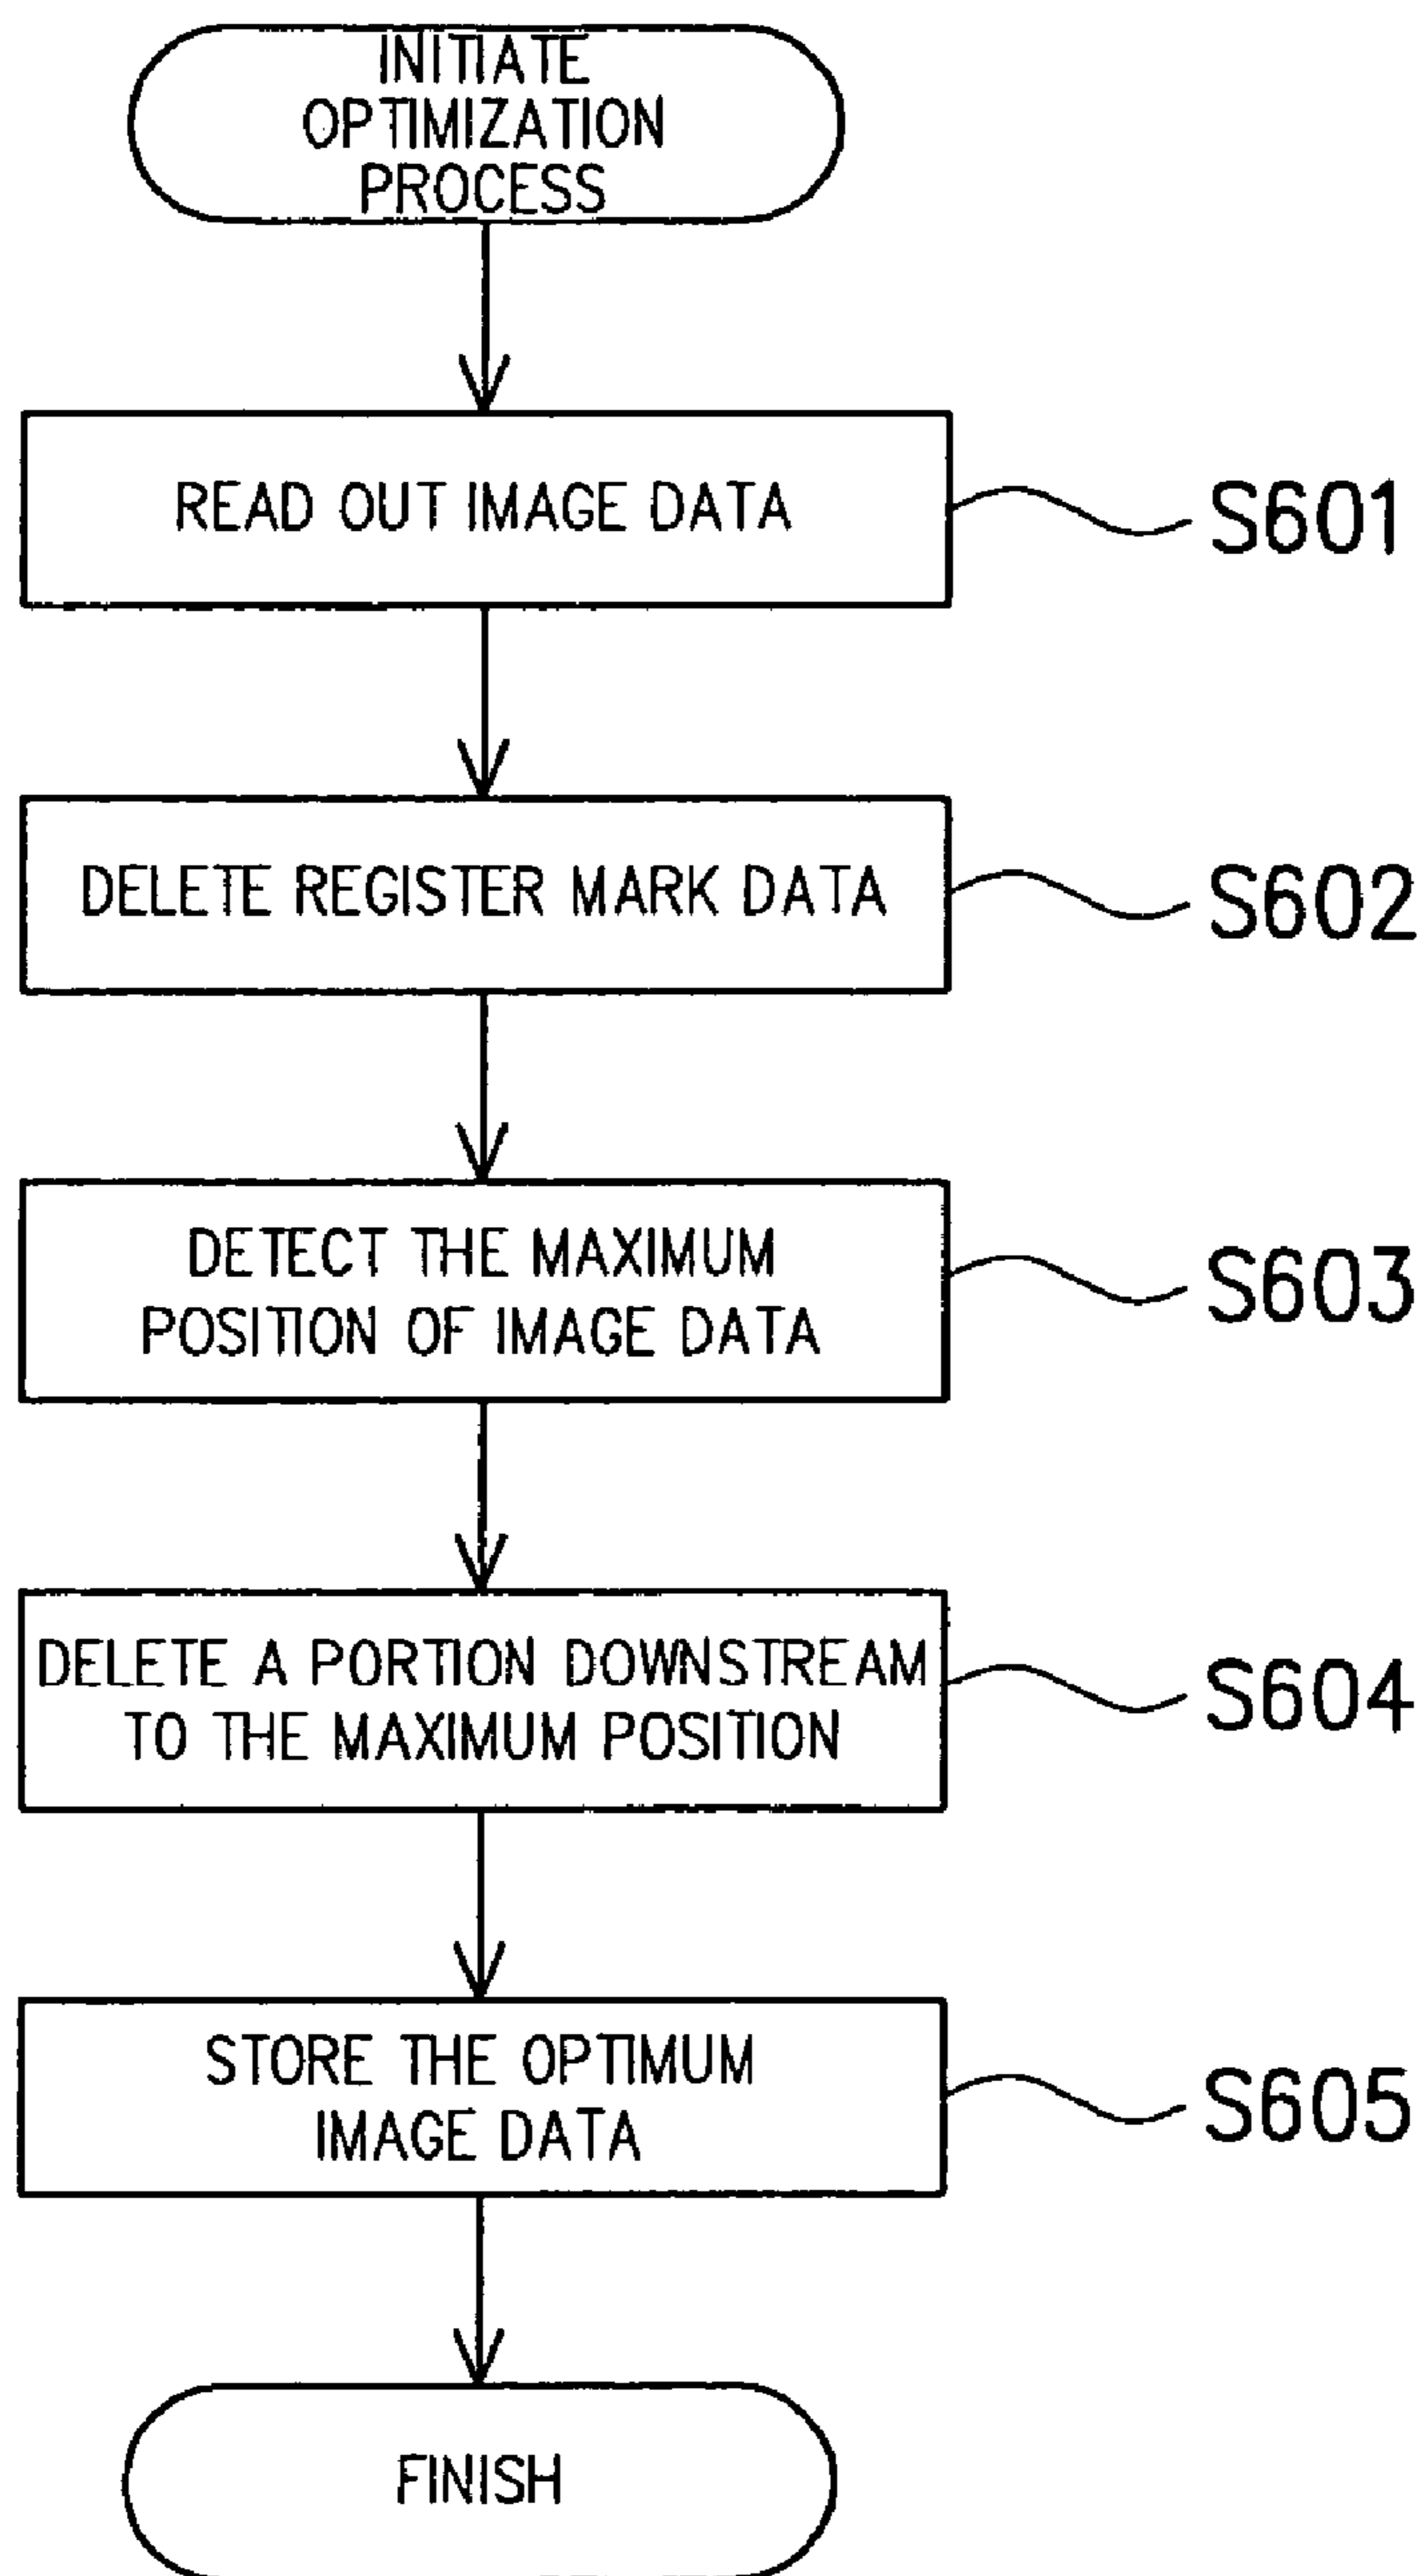 INITIATE
OPTIMIZATION
PROCESS
READ OUT IMAGE DATA
S601
DELETE REGISTER MARK DATA
S602
DETECT THE MAXIMUM
POSITION OF IMAGE DATA
S603
DELETE A PORTION DOWNSTREAM
TO THE MAXIMUM POSITION
S604
STORE THE OPTIMUM
IMAGE DATA
S605
FINISH